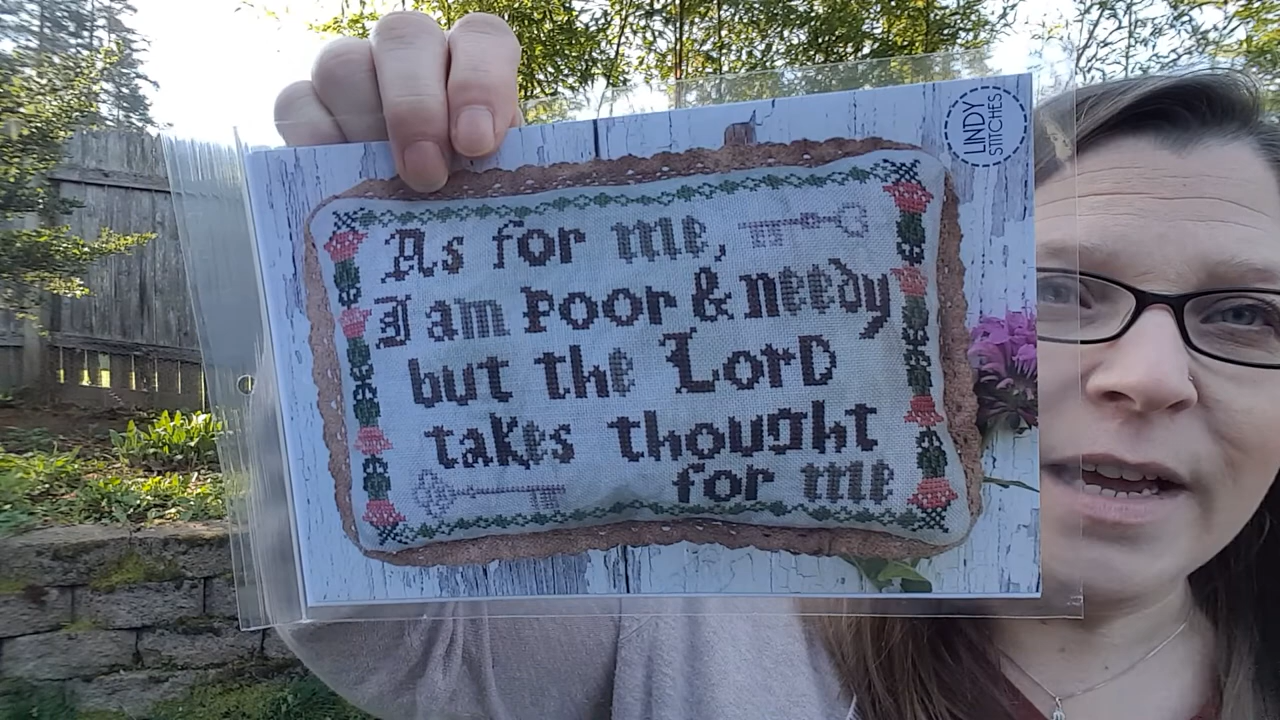 LINDY
STITCHES
As for me,
I am poor & needy
but the LorD
takes thought
for me